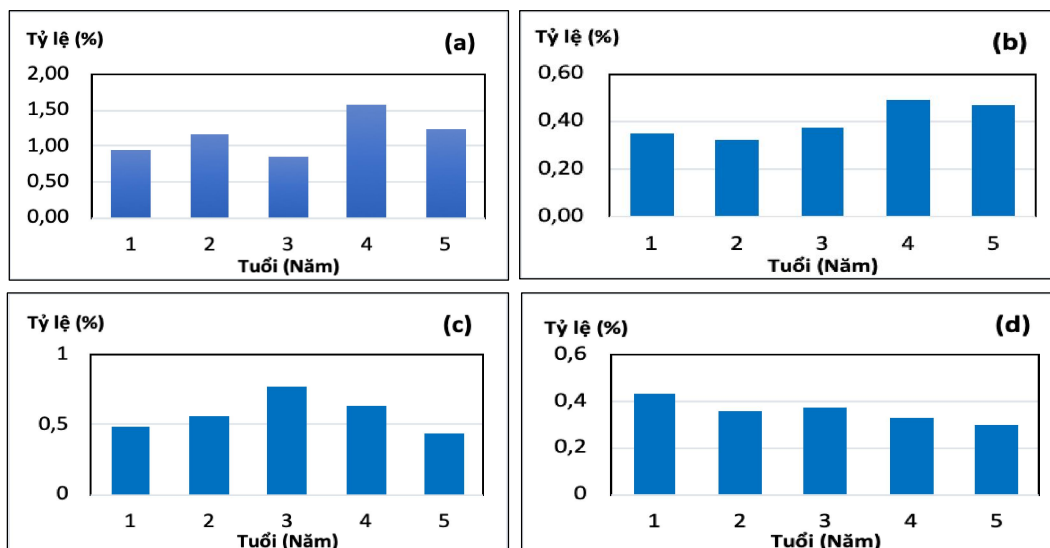 Tỷ lệ (%)
(a)
2,00
1,50
1,00
0,50
0,00
1 2 3 4 5
Tuổi (Năm)
Tỷ lệ (%)
(b)
0,60
0,40
0,20
0,00
1 2 3 4 5
Tuổi (Năm)
Tỷ lệ (%)
(c)
1
0,5
0
1 2 3 4 5
Tuổi (Năm)
Tỷ lệ (%)
(d)
0,6
0,4
0,2
0
1 2 3 4 5
Tuổi (Năm)